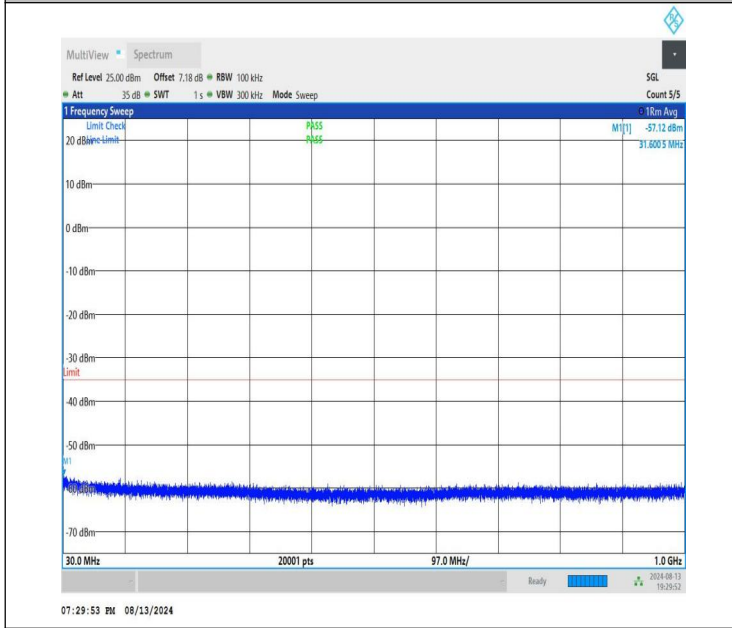 MultiView Spectrum
Ref Level 25.00 dBm Offset 7.18 dB RBW 100 kHz SGL
Att 35 dB SWT 1 s VBW 300 kHz Mode Sweep Count 5/5
1 Frequency Sweep 1Rm Avg
Limit Check PASS M1[1] -57.12 dBm
20 dBm Line Limit PASS 31.600 5 MHz
10 dBm
0 dBm
-10 dBm
-20 dBm
-30 dBm
Limit
-40 dBm
-50 dBm
M1
-60 dBm
-70 dBm
30.0 MHz 20001 pts 97.0 MHz/ 1.0 GHz
Ready 2024-08-13
19:29:52
07:29:53 PM 08/13/2024